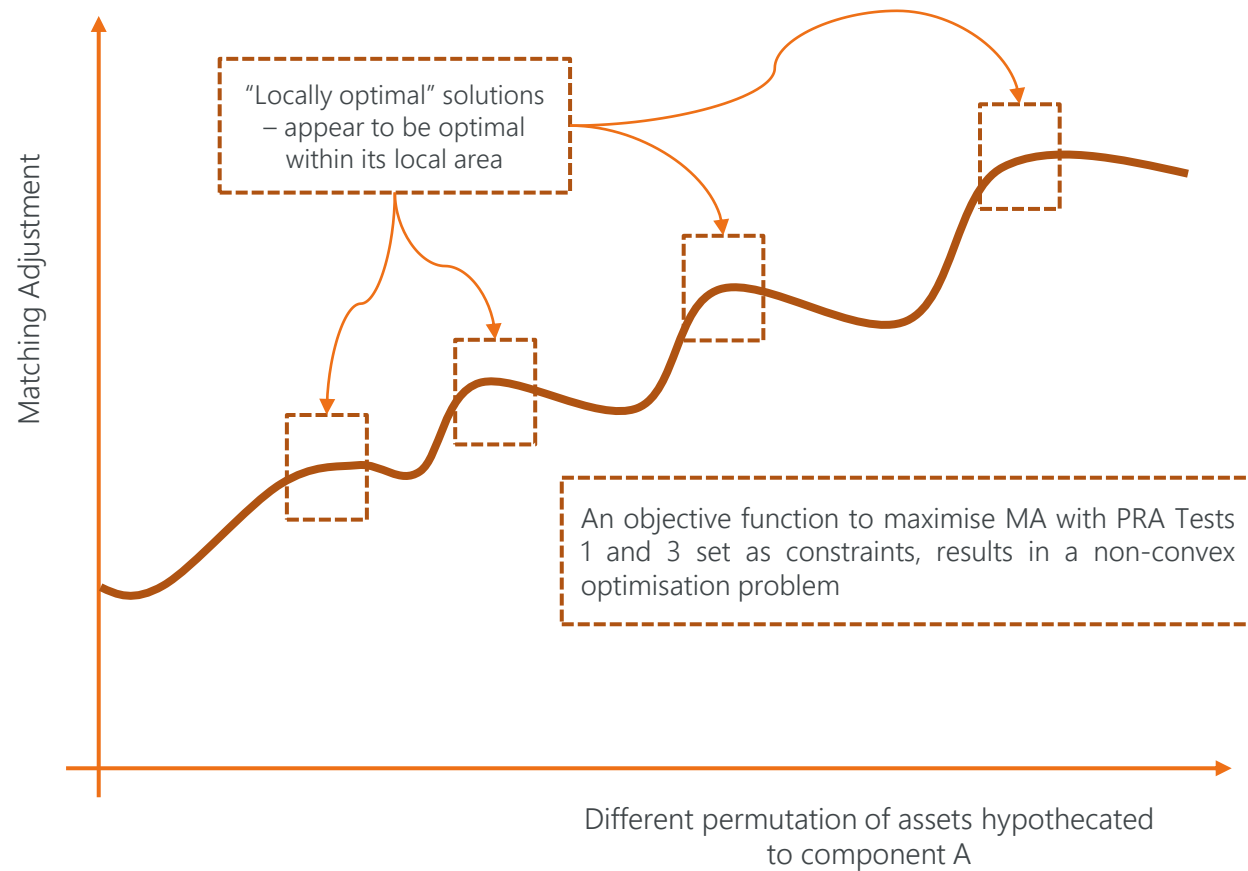 “Locally optimal” solutions
– appear to be optimal
within its local area
Matching Adjustment
An objective function to maximise MA with PRA Tests
1 and 3 set as constraints, results in a non-convex
optimisation problem
Different permutation of assets hypothecated
to component A